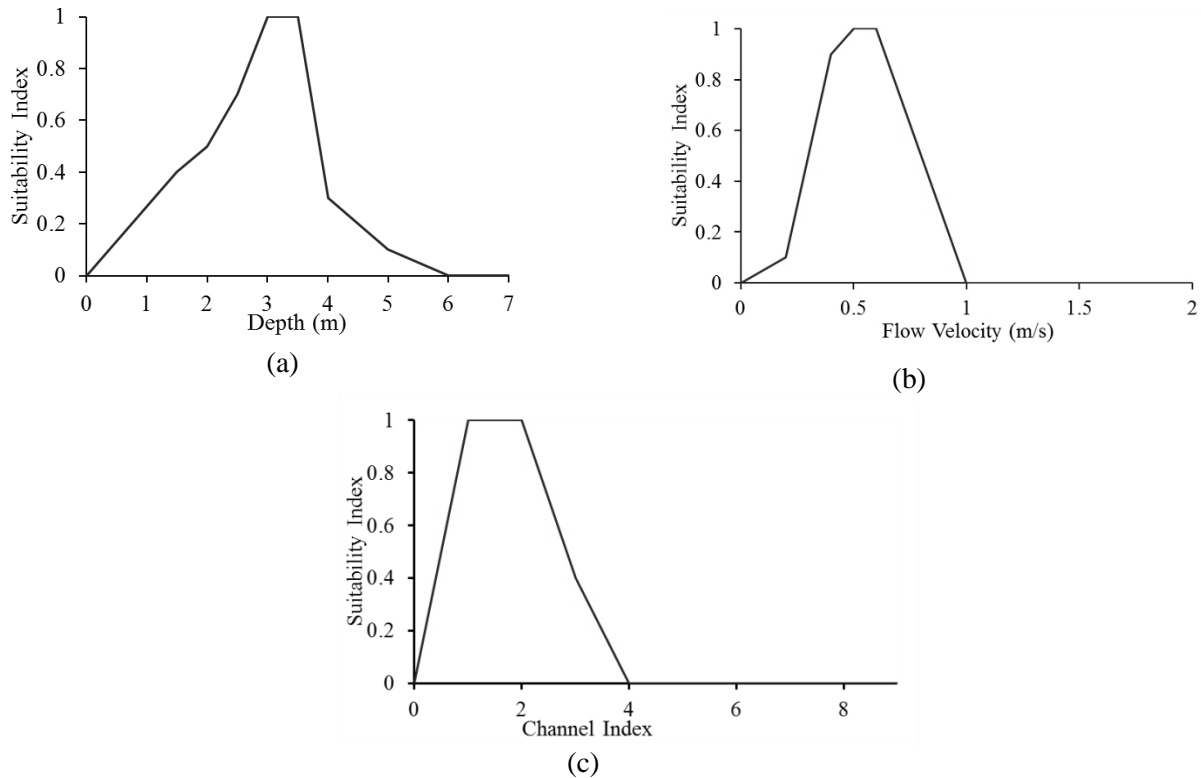 1
0.8
0.6
0.4
0.2
0
Suitability Index
0 1 2 3 4 5 6 7
Depth (m)
(a)
1
0.8
0.6
0.4
0.2
0
Suitability Index
0 0.5 1 1.5 2
Flow Velocity (m/s)
(b)
1
0.8
0.6
0.4
0.2
0
Suitability Index
0 2 4 6 8
Channel Index
(c)